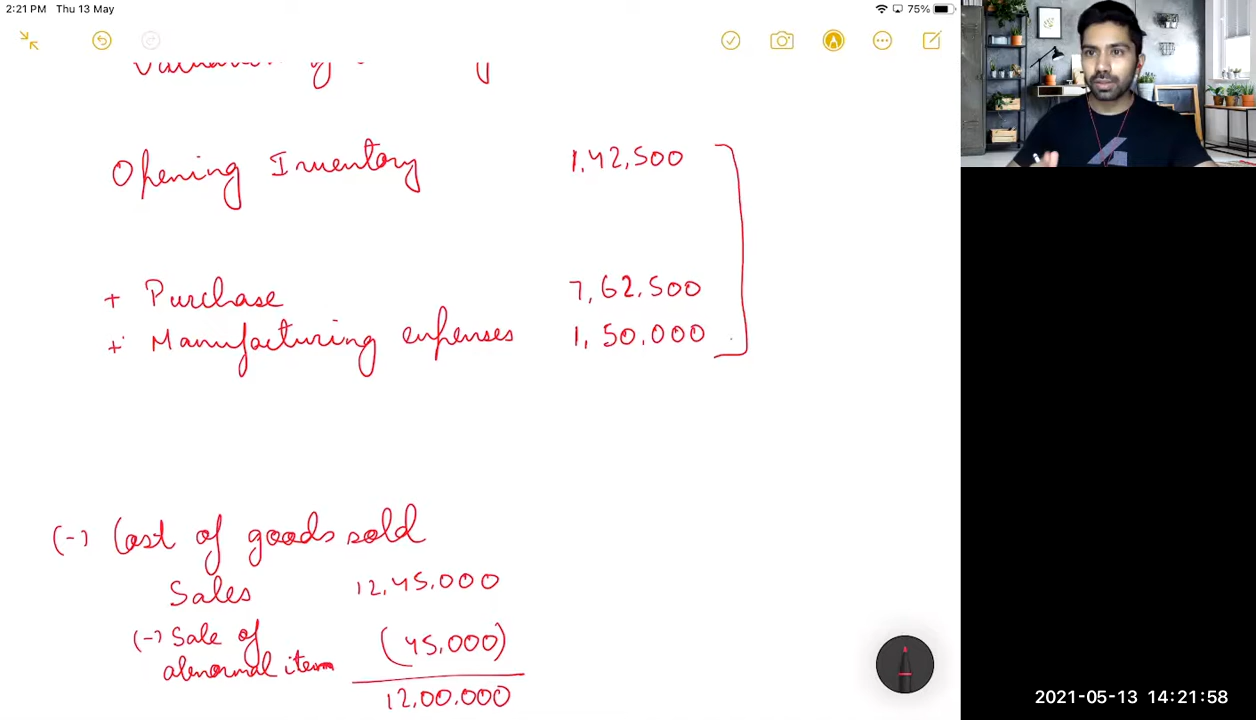 2:21 PM Thu 13 May
75%
Opening Inventory 1,42,500
+ Purchase 7,62,500
+ Manufacturing expenses 1,50,000
(-) Cost of goods sold
Sales 12,45,000
(-) Sale of
abnormal item (45,000)
12,00,000
2021-05-13 14:21:58